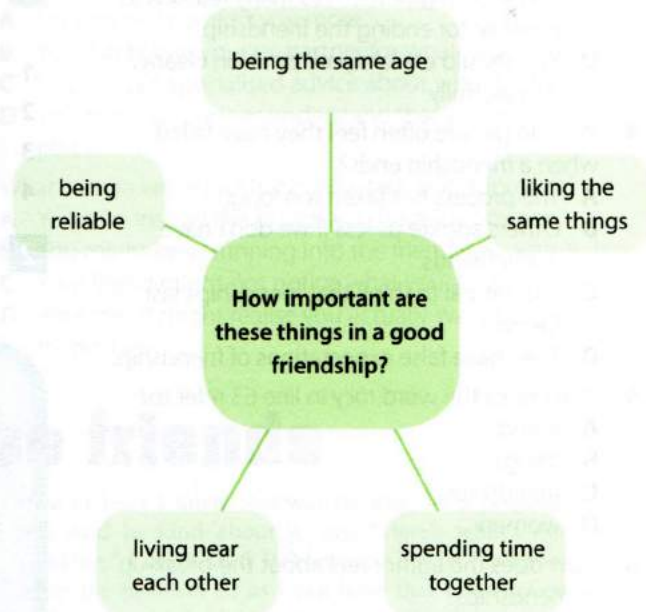 being the same age
being
reliable
liking the
same things
How important are
these things in a good
friendship?
living near
each other
spending time
together